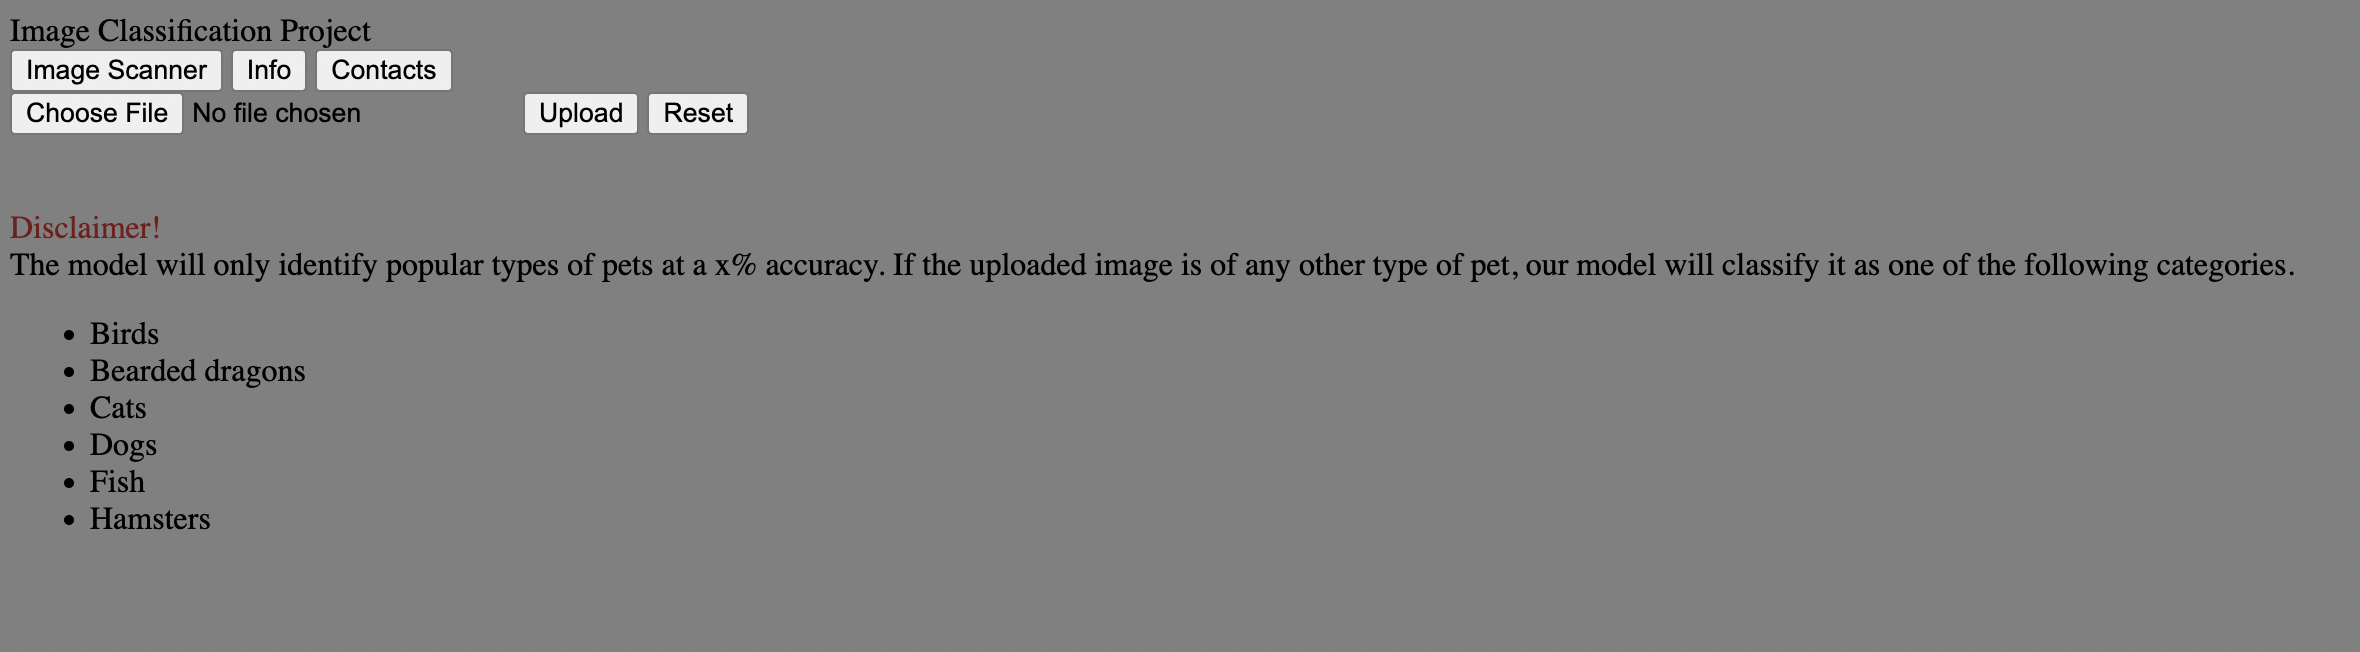 Image Classification Project
Image Scanner Info Contacts
Choose File No file chosen Upload Reset
Disclaimer!
The model will only identify popular types of pets at a x% accuracy. If the uploaded image is of any other type of pet, our model will classify it as one of the following categories.
• Birds
• Bearded dragons
• Cats
• Dogs
• Fish
• Hamsters